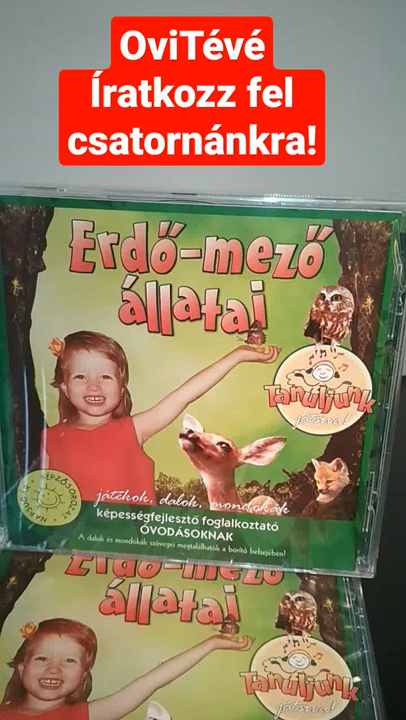 OviTévé
Íratkozz fel
csatornánkra!
Erdő-mező
állatai
Tanuljunk
játszva!
játékok, dalok, mondókák
képességfejlesztő foglalkoztató
ÓVODÁSOKNAK
A dalok és mondókák szövegei megtalálhatók a borító belsejében!
Erdő-mező
állatai
Tanuljunk
játszva!